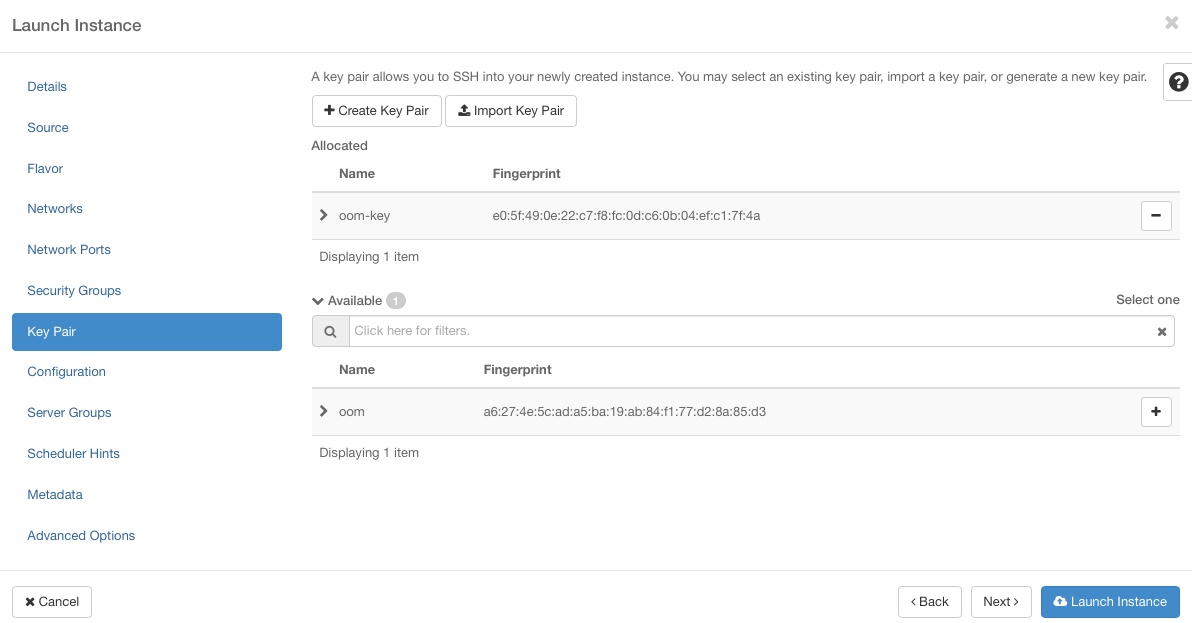 Launch Instance
Details
Source
Flavor
Networks
Network Ports
Security Groups
Key Pair
Configuration
Server Groups
Scheduler Hints
Metadata
Advanced Options
A key pair allows you to SSH into your newly created instance. You may select an existing key pair, import a key pair, or generate a new key pair.
Create Key Pair Import Key Pair
Allocated
Name Fingerprint
oom-key e0:5f:49:0e:22:c7:f8:fc:0d:c6:0b:04:ef:c1:7f:4a
Displaying 1 item
Available 1 Select one
Click here for filters.
Name Fingerprint
oom a6:27:4e:5c:ad:a5:ba:19:ab:84:f1:77:d2:8a:85:d3
Displaying 1 item
Cancel < Back Next > Launch Instance